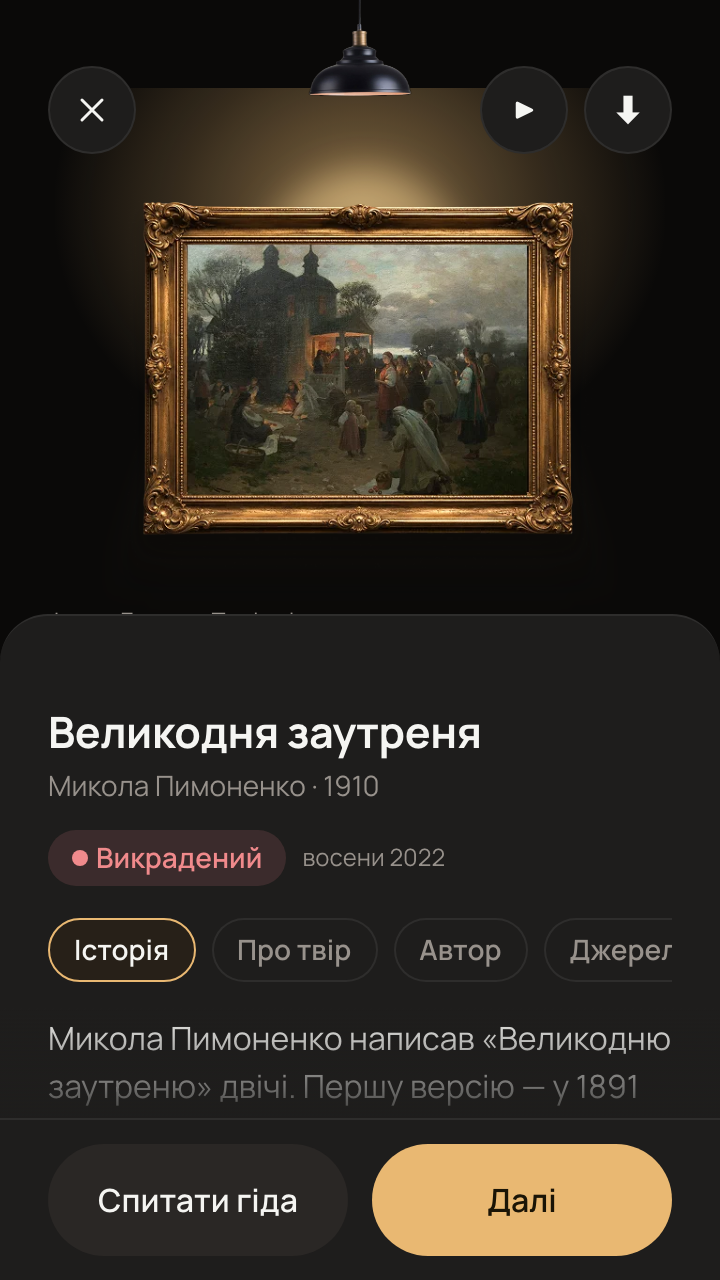 Великодня заутреня
Микола Пимоненко · 1910
Викрадений восени 2022
Історія Про твір Автор Джерел
Микола Пимоненко написав «Великодню
заутреню» двічі. Першу версію — у 1891
Спитати гіда Далі